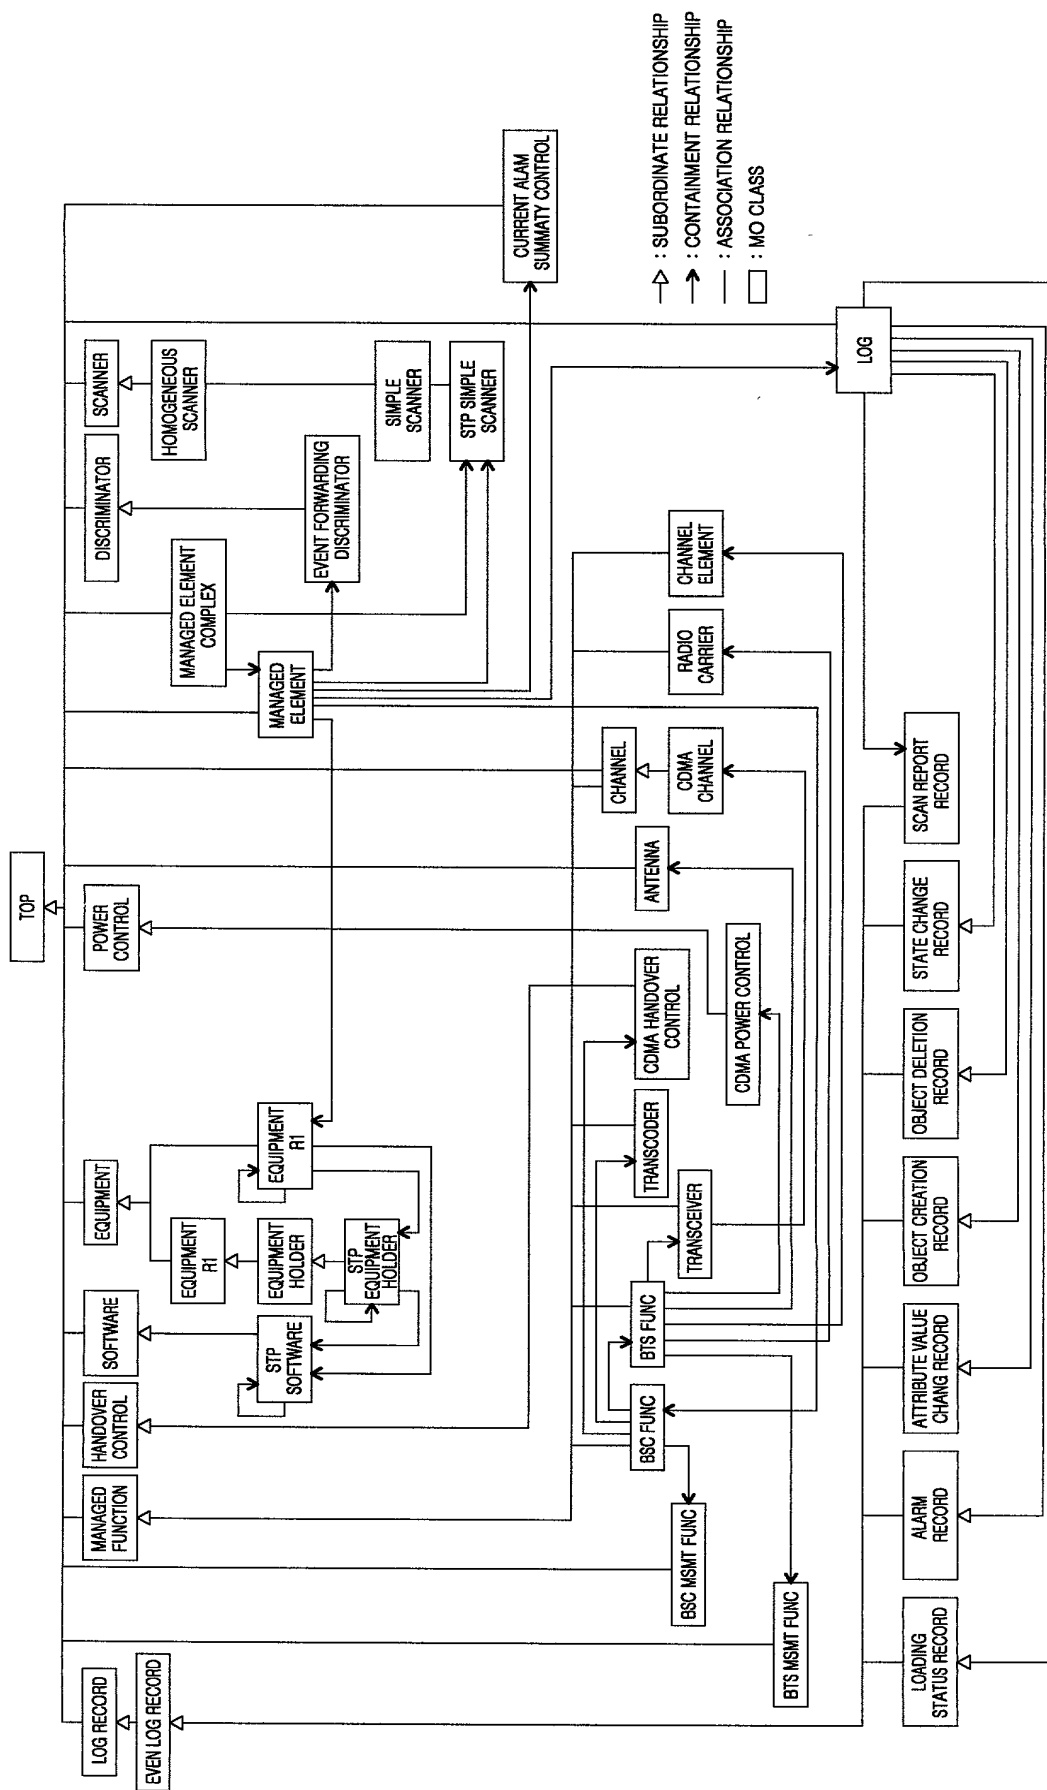 TOP
LOG RECORD
EVEN LOG RECORD
MANAGED
FUNCTION
HANDOVER
CONTROL
SOFTWARE
EQUIPMENT
POWER
CONTROL
DISCRIMINATOR
SCANNER
EQUIPMENT
R1
HOMOGENEOUS
SCANNER
MANAGED ELEMENT
COMPLEX
STP
SOFTWARE
EQUIPMENT
HOLDER
EQUIPMENT
R1
MANAGED
ELEMENT
EVENT FORWARDING
DISCRIMINATOR
STP
EQUIPMENT
HOLDER
SIMPLE
SCANNER
STP SIMPLE
SCANNER
CURRENT ALAM
SUMMATY CONTROL
BSC FUNC
BTS FUNC
TRANSCODER
CDMA HANDOVER
CONTROL
ANTENNA
CHANNEL
CDMA
CHANNEL
RADIO
CARRIER
CHANNEL
ELEMENT
BSC MSMT FUNC
TRANSCEIVER
CDMA POWER CONTROL
BTS MSMT FUNC
: SUBORDINATE RELATIONSHIP
: CONTAINMENT RELATIONSHIP
: ASSOCIATION RELATIONSHIP
: MO CLASS
LOG
LOADING
STATUS RECORD
ALARM
RECORD
ATTRIBUTE VALUE
CHANG RECORD
OBJECT CREATION
RECORD
OBJECT DELETION
RECORD
STATE CHANGE
RECORD
SCAN REPORT
RECORD